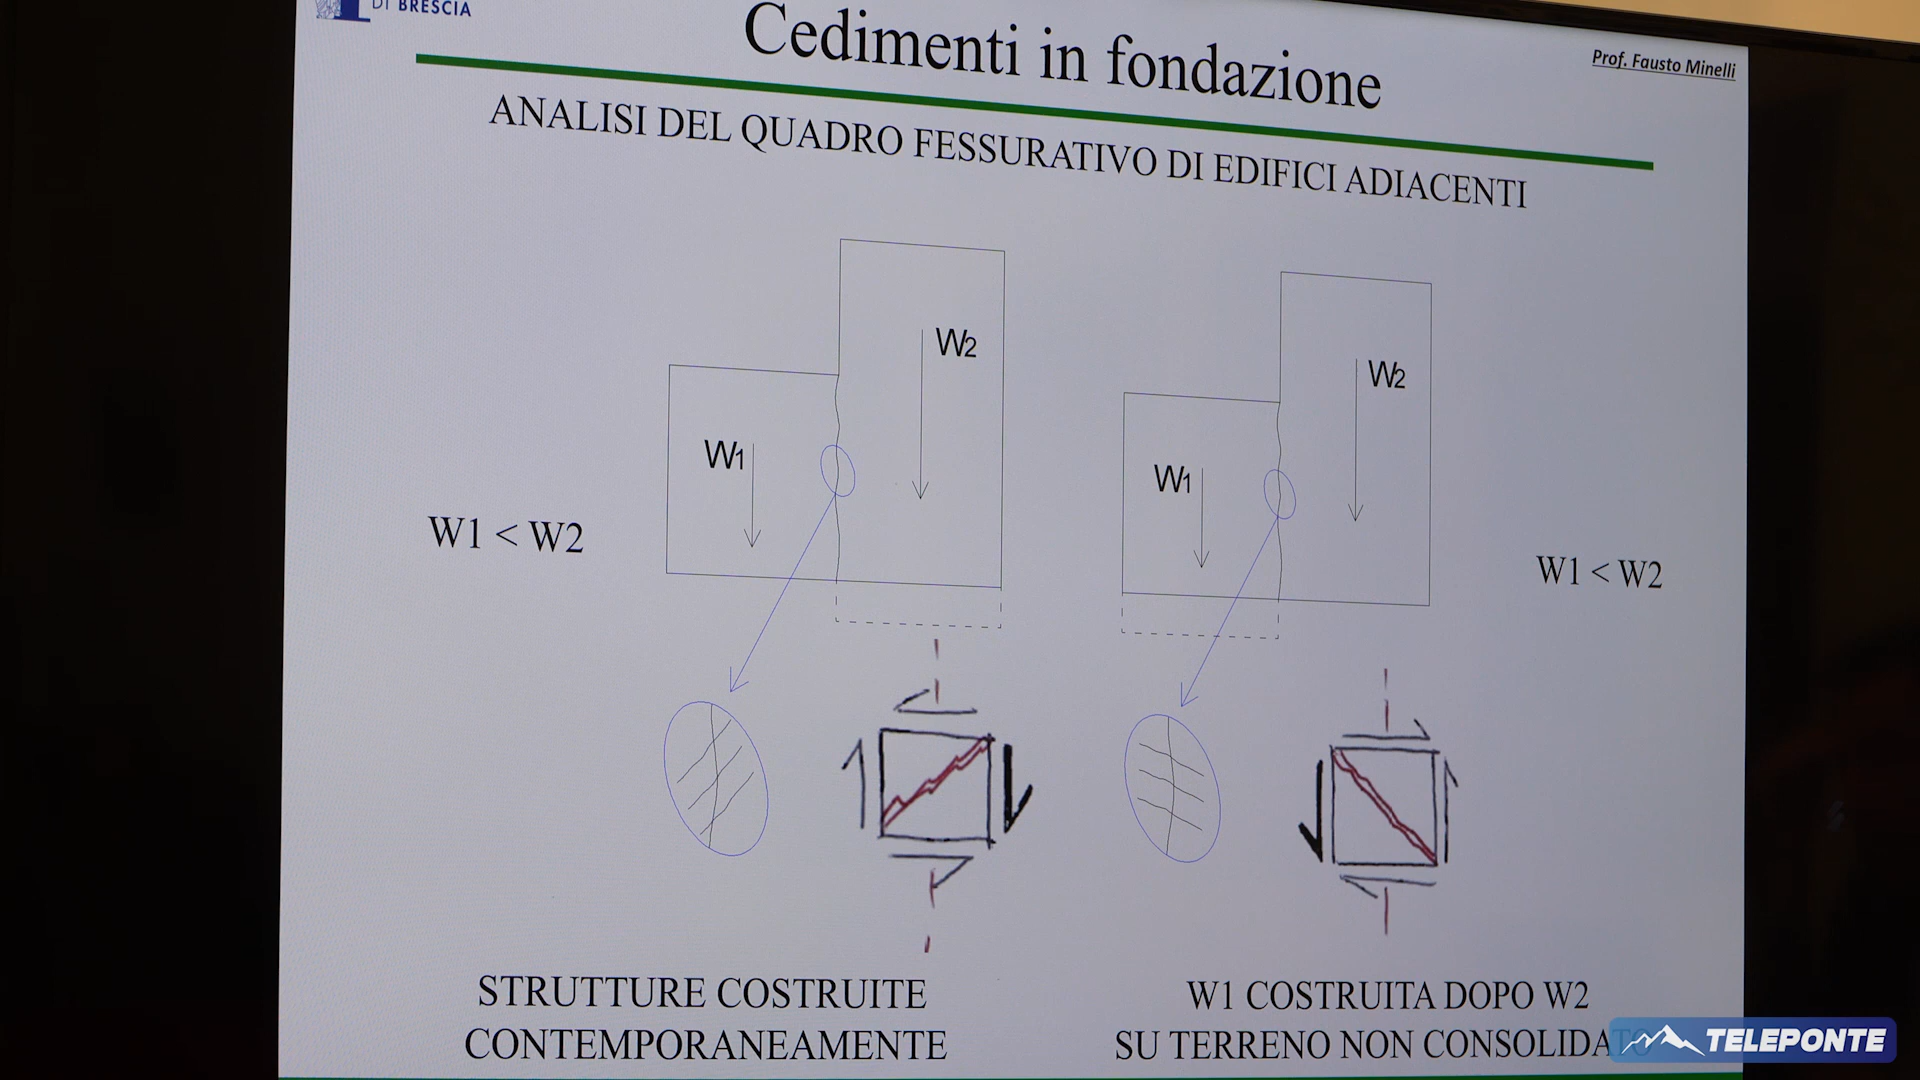 DI BRESCIA
Cedimenti in fondazione
Prof. Fausto Minelli
ANALISI DEL QUADRO FESSURATIVO DI EDIFICI ADIACENTI
W2
W1
W1 < W2
W2
W1
W1 < W2
STRUTTURE COSTRUITE
CONTEMPORANEAMENTE
W1 COSTRUITA DOPO W2
SU TERRENO NON CONSOLIDATO
TELEPONTE